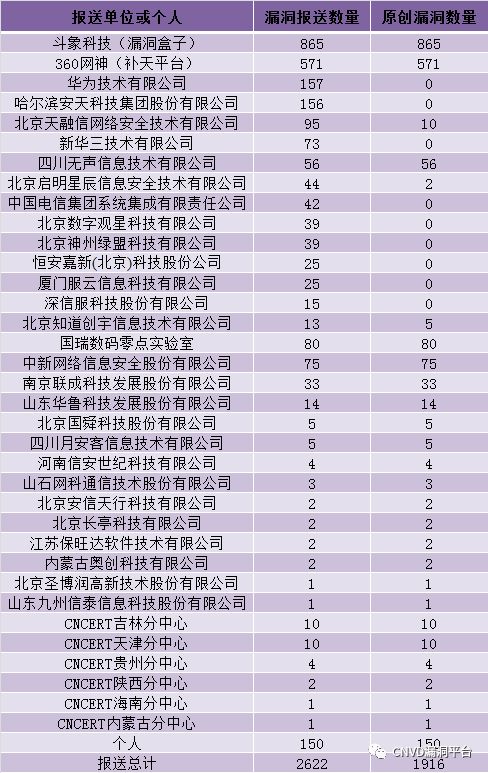 报送单位或个人 漏洞报送数量 原创漏洞数量
斗象科技（漏洞盒子） 865 865
360网神（补天平台） 571 571
华为技术有限公司 157 0
哈尔滨安天科技集团股份有限公司 156 0
北京天融信网络安全技术有限公司 95 10
新华三技术有限公司 73 0
四川无声信息技术有限公司 56 56
北京启明星辰信息安全技术有限公司 44 2
中国电信集团系统集成有限责任公司 42 0
北京数字观星科技有限公司 39 0
北京神州绿盟科技有限公司 39 0
恒安嘉新(北京)科技股份公司 25 0
厦门服云信息科技有限公司 25 0
深信服科技股份有限公司 15 0
北京知道创宇信息技术有限公司 13 5
国瑞数码零点实验室 80 80
中新网络信息安全股份有限公司 75 75
南京联成科技发展股份有限公司 33 33
山东华鲁科技发展股份有限公司 14 14
北京国舜科技股份有限公司 5 5
四川月安客信息技术有限公司 5 5
河南信安世纪科技有限公司 4 4
山石网科通信技术股份有限公司 3 3
北京安信天行科技有限公司 2 2
北京长亭科技有限公司 2 2
江苏保旺达软件技术有限公司 2 2
内蒙古奥创科技有限公司 2 2
北京圣博润高新技术股份有限公司 1 1
山东九州信泰信息科技股份有限公司 1 1
CNCERT吉林分中心 10 10
CNCERT天津分中心 10 10
CNCERT贵州分中心 4 4
CNCERT陕西分中心 2 2
CNCERT海南分中心 1 1
CNCERT内蒙古分中心 1 1
个人 150 150
报送总计 2622 1916
CNVD漏洞平台